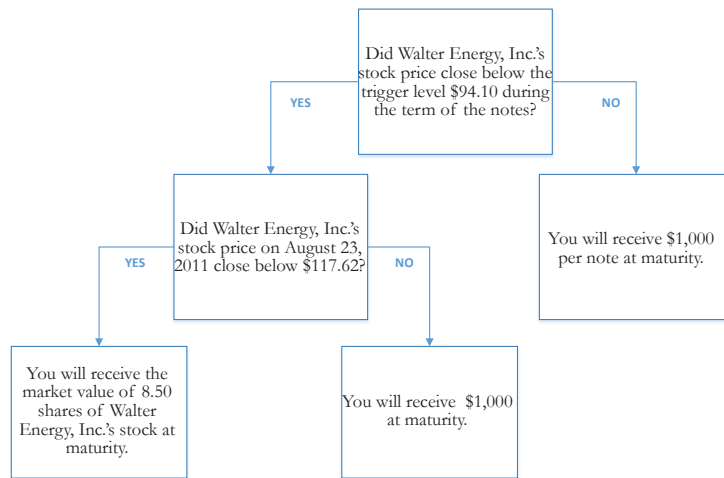 Did Walter Energy, Inc.'s
stock price close below the
trigger level $94.10 during
the term of the notes?
YES
NO
Did Walter Energy, Inc.'s
stock price on August 23,
2011 close below $117.62?
You will receive $1,000
per note at maturity.
YES
NO
You will receive the
market value of 8.50
shares of Walter
Energy, Inc.'s stock at
maturity.
You will receive $1,000
at maturity.